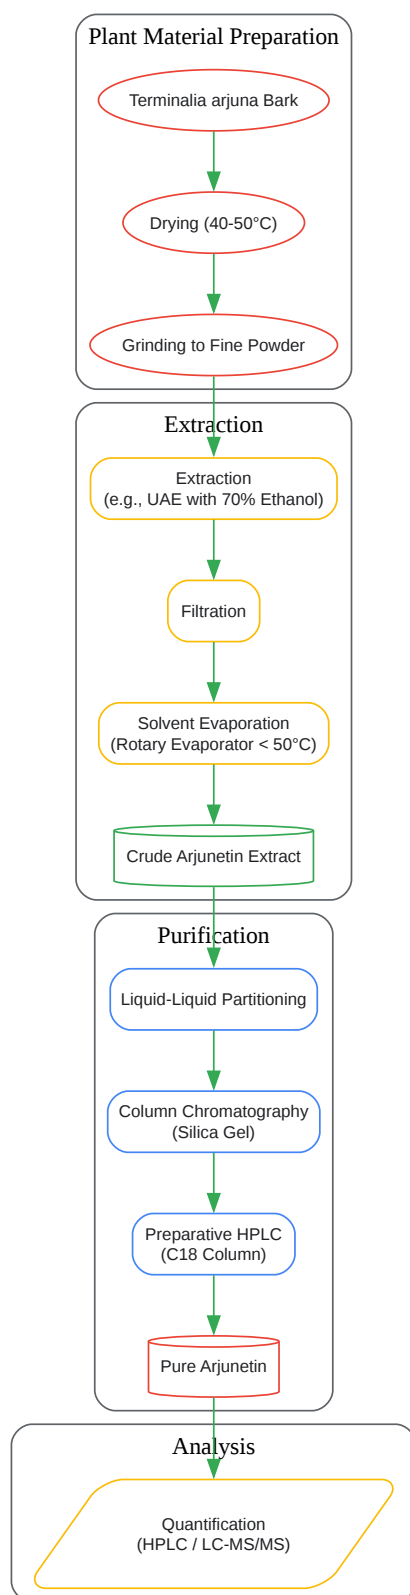 Plant Material Preparation
Terminalia arjuna Bark
Drying (40-50°C)
Grinding to Fine Powder
Extraction
Extraction
(e.g., UAE with 70% Ethanol)
Filtration
Solvent Evaporation
(Rotary Evaporator < 50°C)
Crude Arjunetin Extract
Purification
Liquid-Liquid Partitioning
Column Chromatography
(Silica Gel)
Preparative HPLC
(C18 Column)
Pure Arjunetin
Analysis
Quantification
(HPLC / LC-MS/MS)